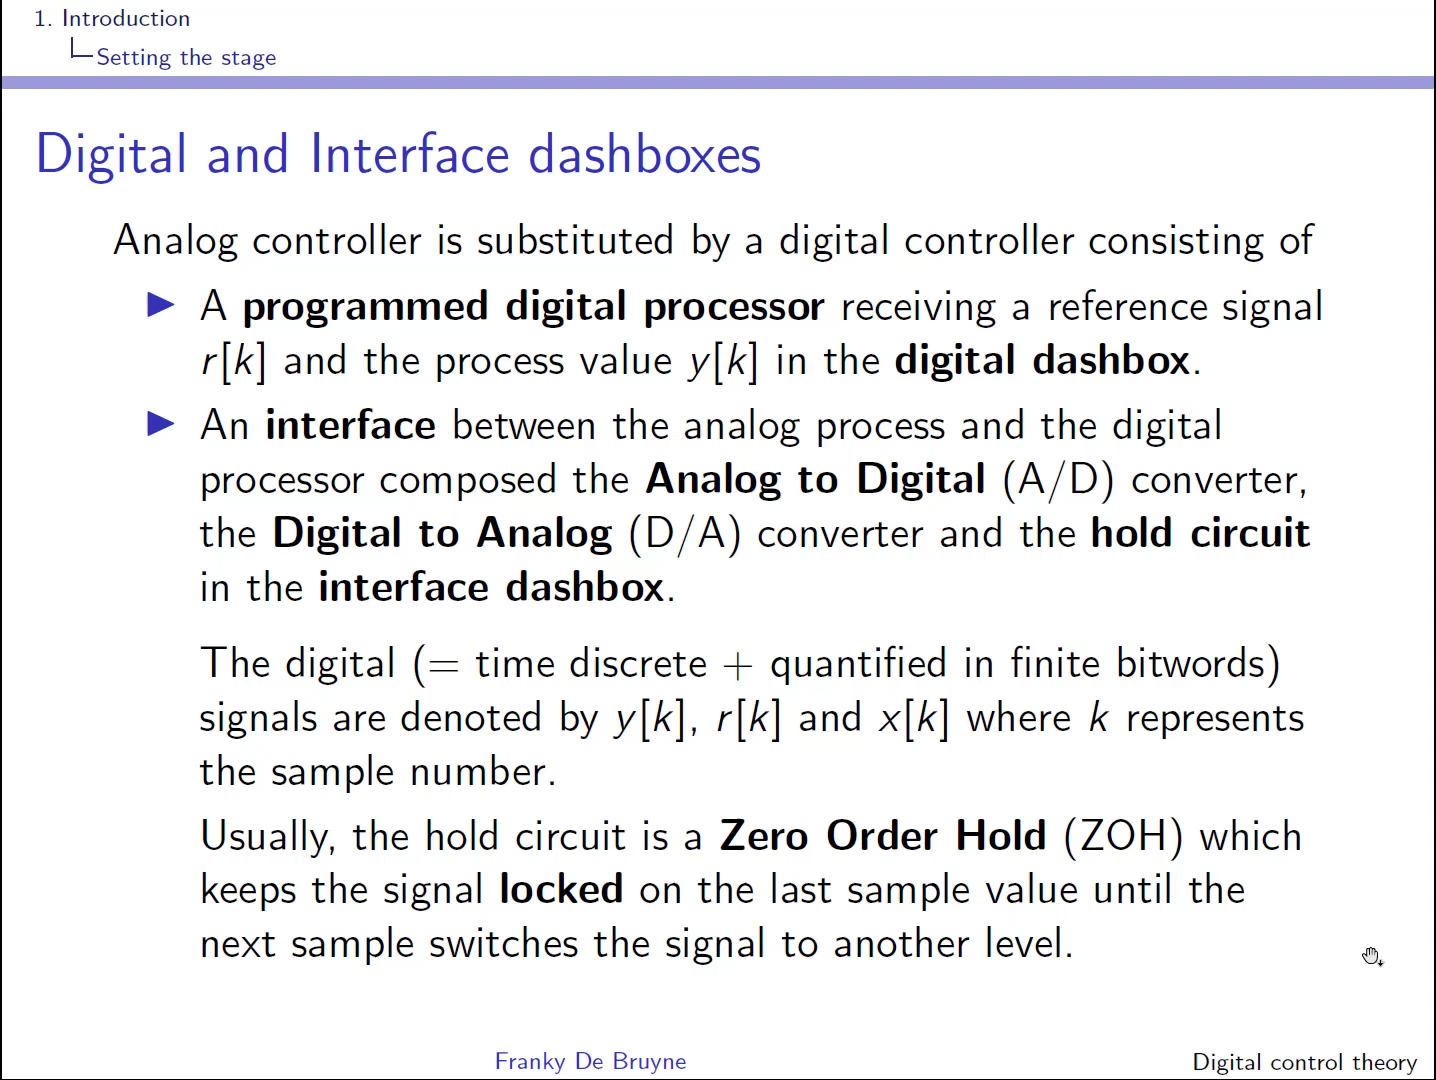 1. Introduction
Setting the stage
Digital and Interface dashboxes
Analog controller is substituted by a digital controller consisting of
▶ A programmed digital processor receiving a reference signal
r[k] and the process value y[k] in the digital dashbox.
▶ An interface between the analog process and the digital
processor composed the Analog to Digital (A/D) converter,
the Digital to Analog (D/A) converter and the hold circuit
in the interface dashbox.
The digital (= time discrete + quantified in finite bitwords)
signals are denoted by y[k], r[k] and x[k] where k represents
the sample number.
Usually, the hold circuit is a Zero Order Hold (ZOH) which
keeps the signal locked on the last sample value until the
next sample switches the signal to another level.
Franky De Bruyne
Digital control theory